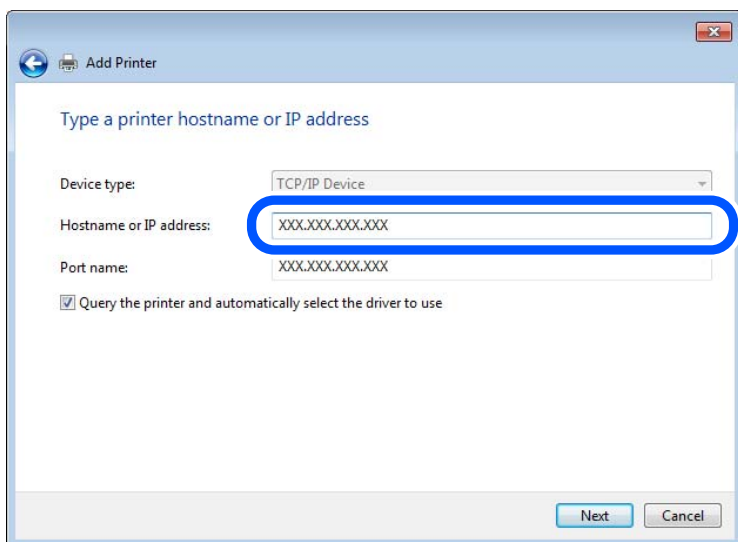 Add Printer
Type a printer hostname or IP address
Device type: TCP/IP Device
Hostname or IP address: XXX.XXX.XXX.XXX
Port name: XXX.XXX.XXX.XXX
Query the printer and automatically select the driver to use
Next Cancel